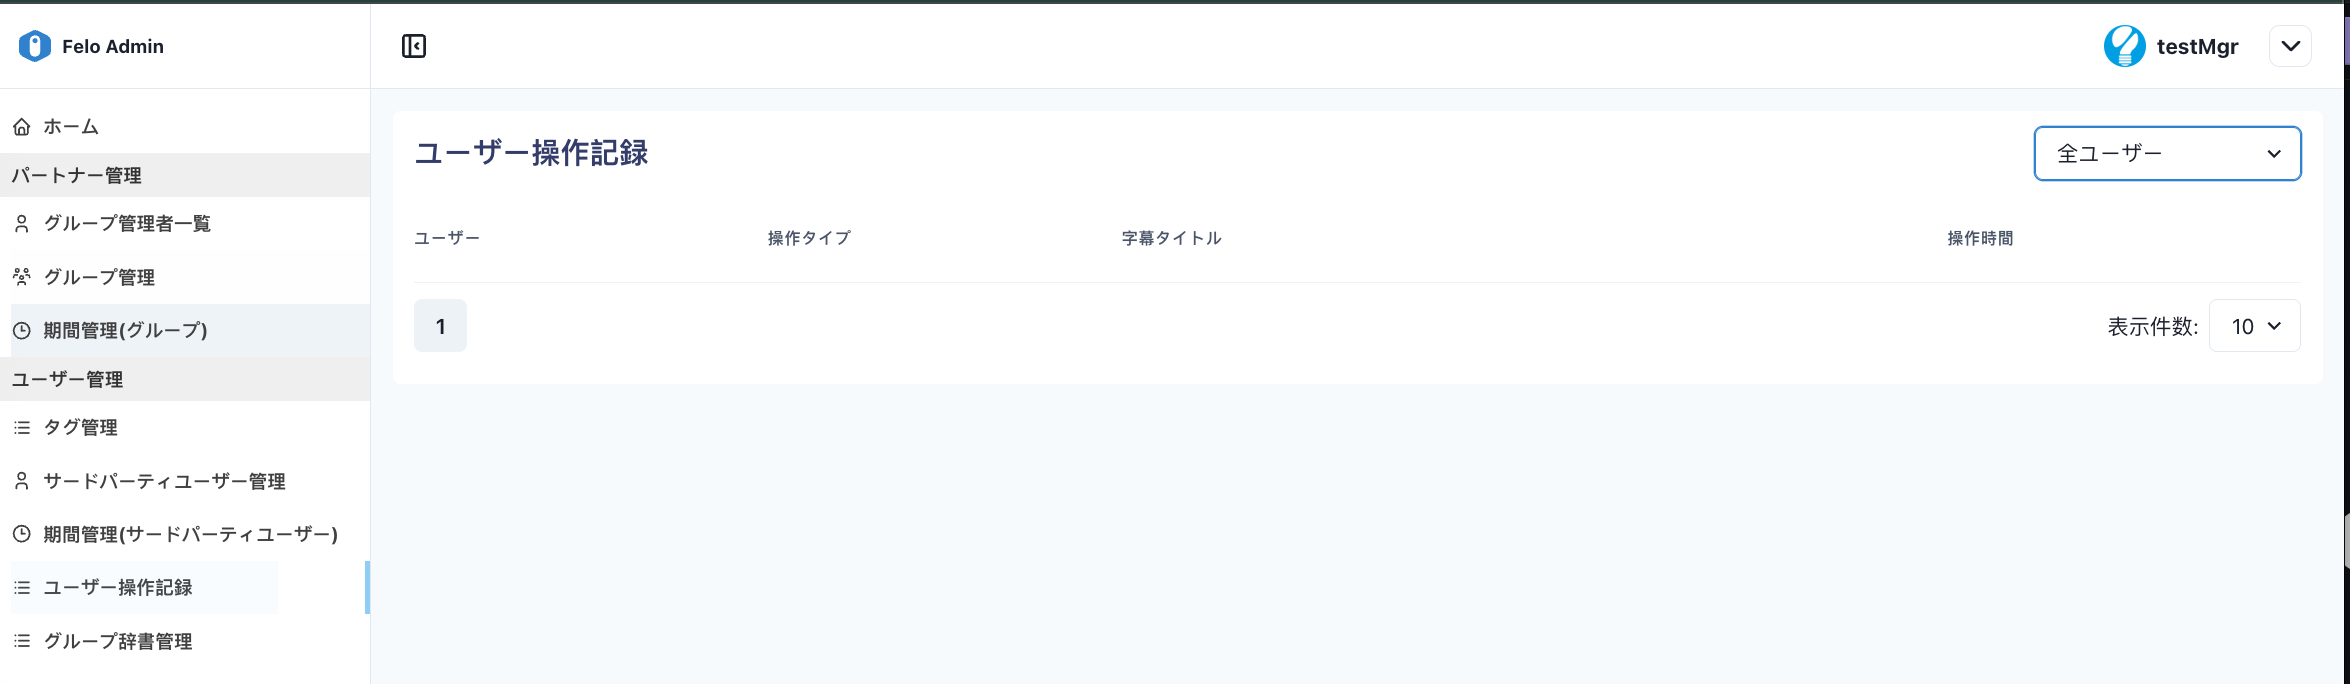 Felo Admin
testMgr
ホーム
パートナー管理
グループ管理者一覧
グループ管理
期間管理(グループ)
ユーザー管理
タグ管理
サードパーティユーザー管理
期間管理(サードパーティユーザー)
ユーザー操作記録
グループ辞書管理
ユーザー操作記録
全ユーザー
ユーザー 操作タイプ 字幕タイトル 操作時間
1
表示件数: 10